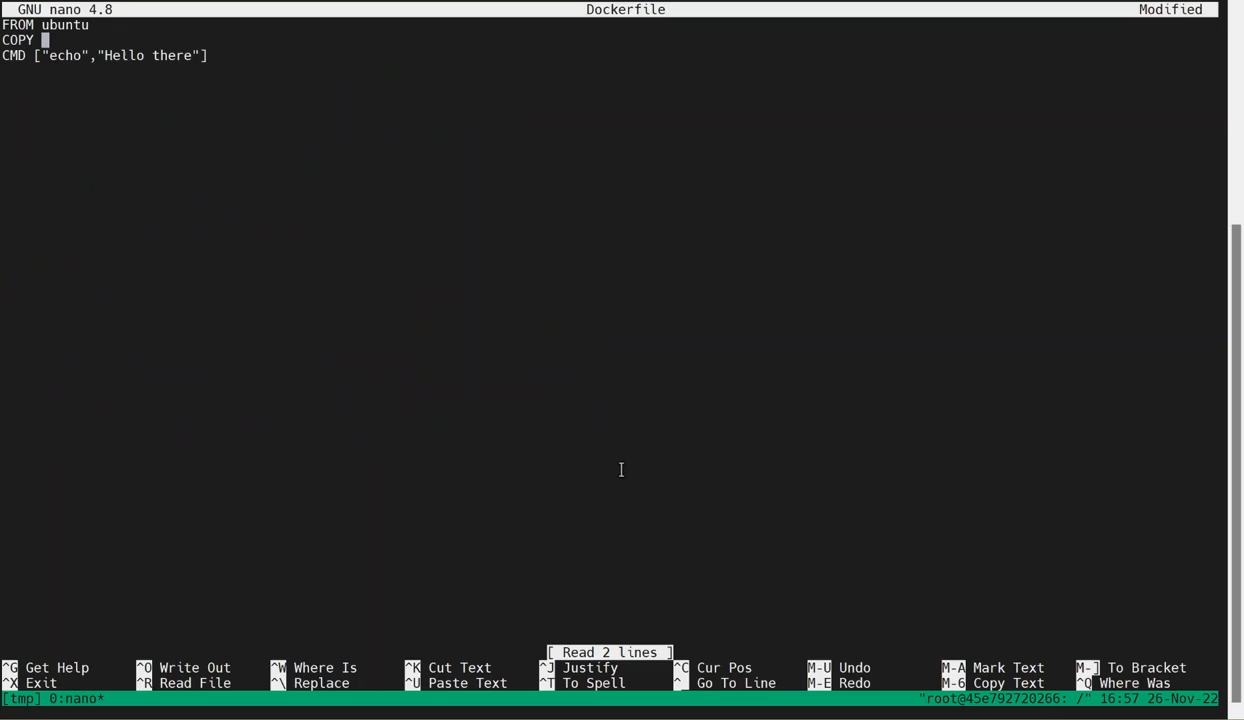 GNU nano 4.8 Dockerfile Modified
FROM ubuntu
COPY
CMD ["echo","Hello there"]
[ Read 2 lines ]
^G Get Help ^O Write Out ^W Where Is ^K Cut Text ^J Justify ^C Cur Pos M-U Undo M-A Mark Text M-] To Bracket
^X Exit ^R Read File ^\ Replace ^U Paste Text ^T To Spell ^_ Go To Line M-E Redo M-6 Copy Text ^Q Where Was
[tmp] 0:nano* "root@45e792720266: /" 16:57 26-Nov-22